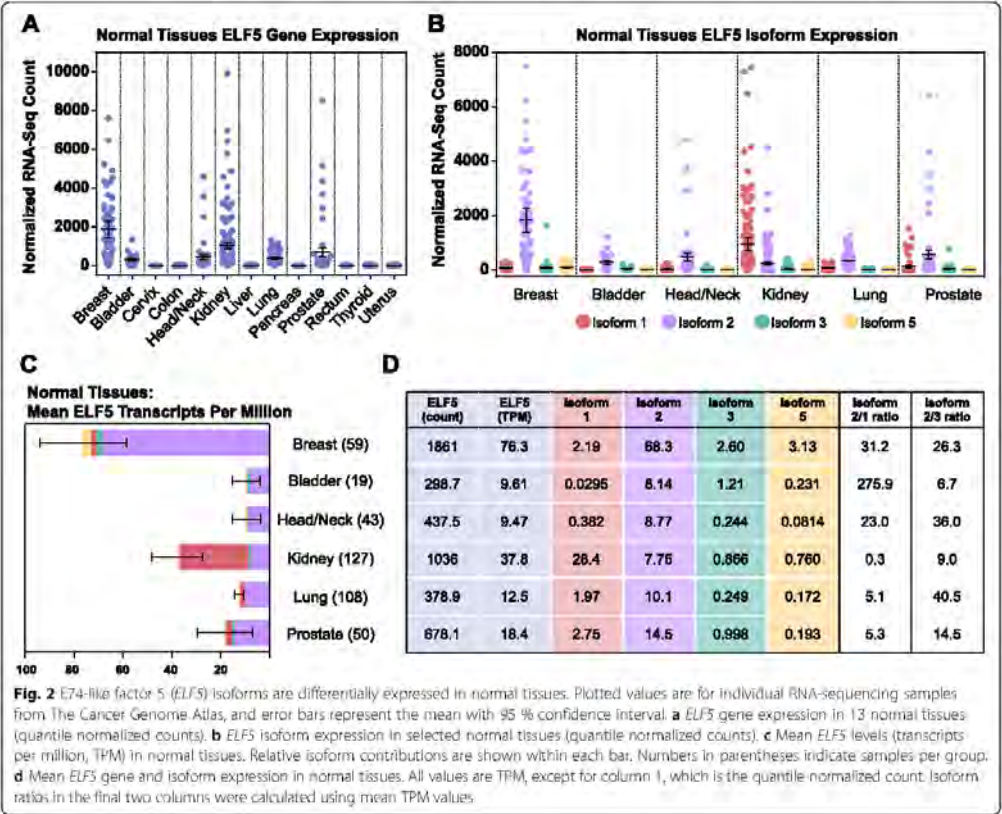 A
Normal Tissues ELF5 Gene Expression
Normalized RNA-Seq Count
10000
8000
6000
4000
2000
0
Breast
Bladder
Cervix
Colon
Head/Neck
Kidney
Liver
Lung
Pancreas
Prostate
Rectum
Thyroid
Uterus
B
Normal Tissues ELF5 Isoform Expression
Normalized RNA-Seq Count
8000
6000
4000
2000
0
Breast Bladder Head/Neck Kidney Lung Prostate
Isoform 1 Isoform 2 Isoform 3 Isoform 5
C
Normal Tissues:
Mean ELF5 Transcripts Per Million
Breast (59)
Bladder (19)
Head/Neck (43)
Kidney (127)
Lung (108)
Prostate (50)
100 80 60 40 20
D
ELF5 (count) ELF5 (TPM) Isoform 1 Isoform 2 Isoform 3 Isoform 5 Isoform 2/1 ratio Isoform 2/3 ratio
1861 76.3 2.19 68.3 2.60 3.13 31.2 26.3
298.7 9.61 0.0295 8.14 1.21 0.231 275.9 6.7
437.5 9.47 0.382 8.77 0.244 0.0814 23.0 36.0
1036 37.8 28.4 7.76 0.866 0.760 0.3 9.0
378.9 12.5 1.97 10.1 0.249 0.172 5.1 40.5
678.1 18.4 2.75 14.5 0.998 0.193 5.3 14.5
Fig. 2 E74-like factor 5 (ELF5) isoforms are differentially expressed in normal tissues. Plotted values are for individual RNA-sequencing samples
from The Cancer Genome Atlas, and error bars represent the mean with 95 % confidence interval. a ELF5 gene expression in 13 normal tissues
(quantile normalized counts). b ELF5 isoform expression in selected normal tissues (quantile normalized counts). c Mean ELF5 levels (transcripts
per million, TPM) in normal tissues. Relative isoform contributions are shown within each bar. Numbers in parentheses indicate samples per group.
d Mean ELF5 gene and isoform expression in normal tissues. All values are TPM, except for column 1, which is the quantile normalized count. Isoform
ratios in the final two columns were calculated using mean TPM values